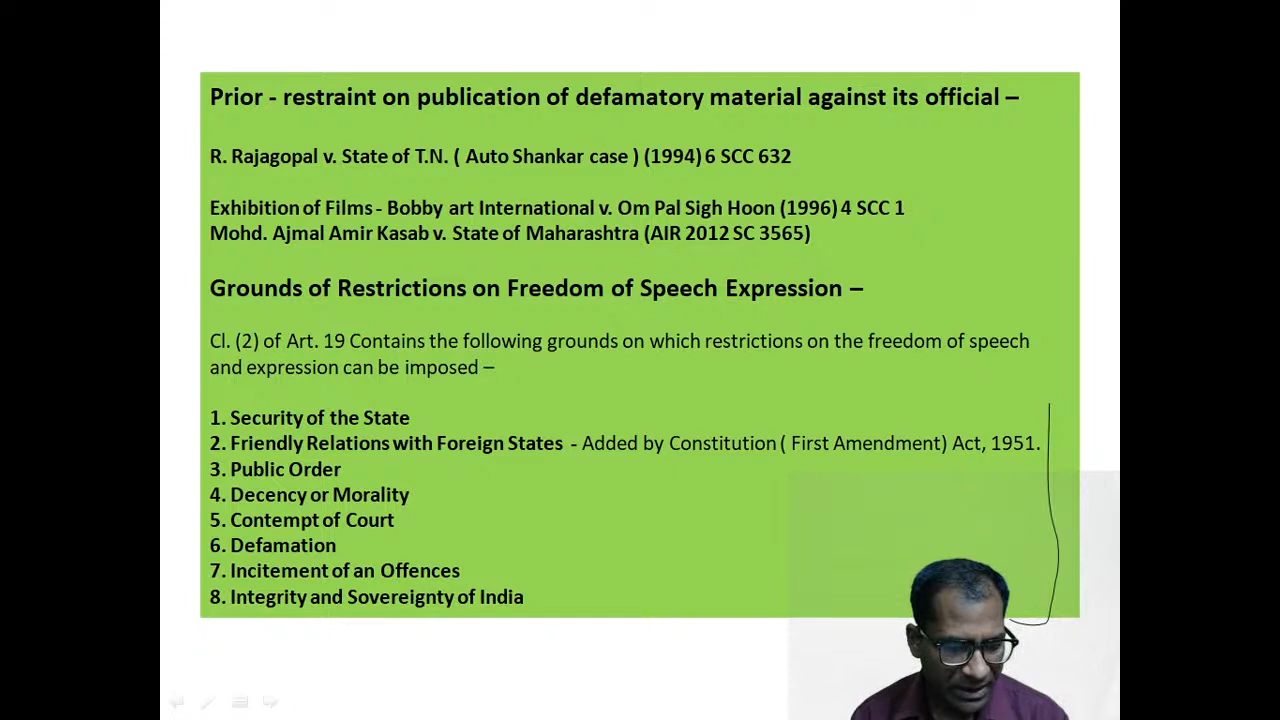 Prior - restraint on publication of defamatory material against its official –
R. Rajagopal v. State of T.N. ( Auto Shankar case ) (1994) 6 SCC 632
Exhibition of Films - Bobby art International v. Om Pal Sigh Hoon (1996) 4 SCC 1
Mohd. Ajmal Amir Kasab v. State of Maharashtra (AIR 2012 SC 3565)
Grounds of Restrictions on Freedom of Speech Expression –
Cl. (2) of Art. 19 Contains the following grounds on which restrictions on the freedom of speech
and expression can be imposed –
1. Security of the State
2. Friendly Relations with Foreign States - Added by Constitution ( First Amendment) Act, 1951.
3. Public Order
4. Decency or Morality
5. Contempt of Court
6. Defamation
7. Incitement of an Offences
8. Integrity and Sovereignty of India